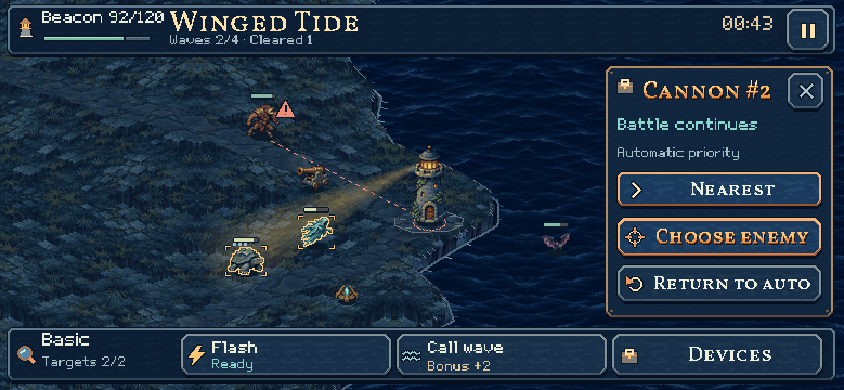 Beacon 92/120
WINGED TIDE
Waves 2/4 · Cleared 1
00:43
CANNON #2
Battle continues
Automatic priority
NEAREST
CHOOSE ENEMY
RETURN TO AUTO
Basic
Targets 2/2
Flash
Ready
Call wave
Bonus +2
DEVICES